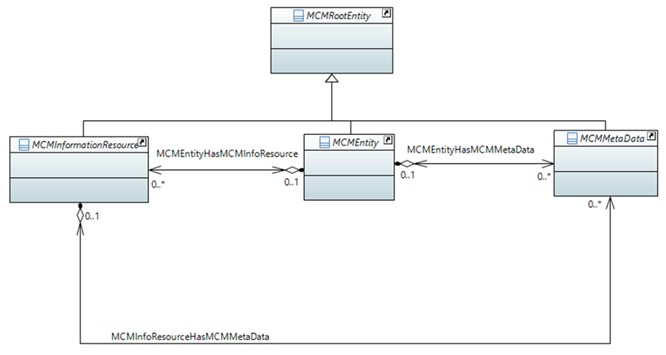 MCMRootEntity
MCMInformationResource
MCMEntityHasMCMInfoResource
MCMEntity
MCMEntityHasMCMMetaData
MCMMetaData
0..*
0..1
0..1
0..*
0..1
0..*
MCMInfoResourceHasMCMMetaData